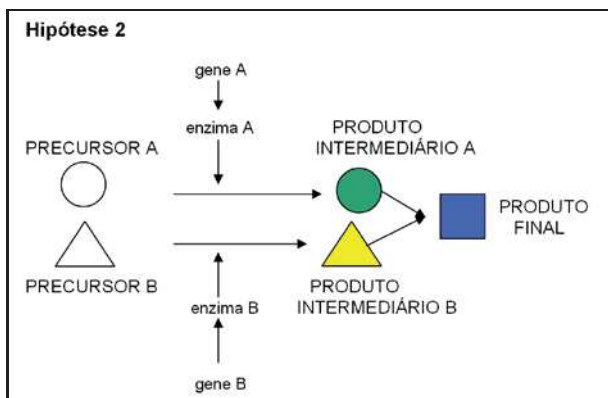 Hipótese 2
gene A
enzima A
PRECURSOR A
PRODUTO
INTERMEDIÁRIO A
PRODUTO
FINAL
PRECURSOR B
PRODUTO
INTERMEDIÁRIO B
enzima B
gene B